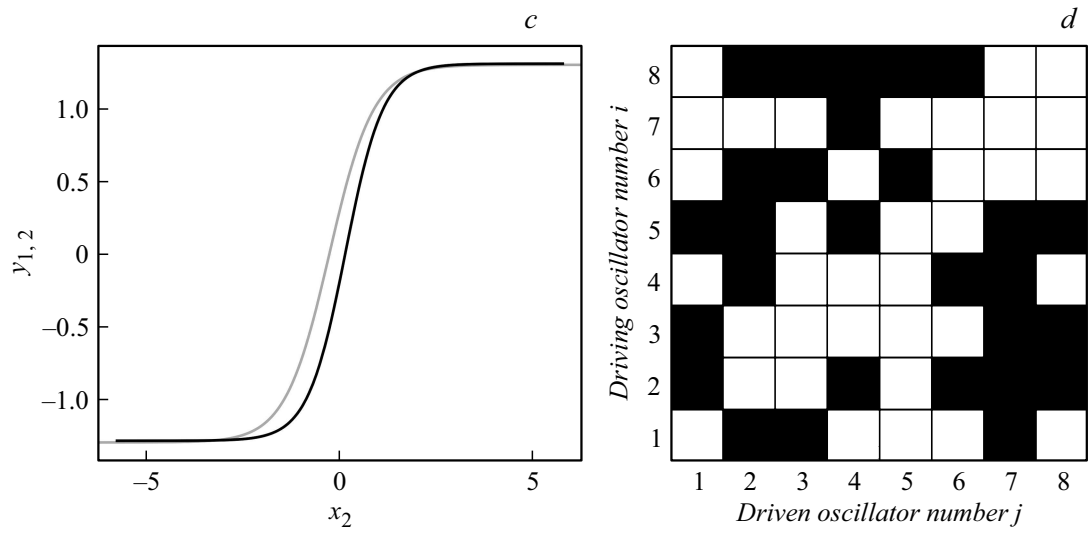 c
1.0
0.5
0
–0.5
–1.0
y1, 2
–5 0 5
x2
d
8
7
6
5
4
3
2
1
Driving oscillator number i
1 2 3 4 5 6 7 8
Driven oscillator number j